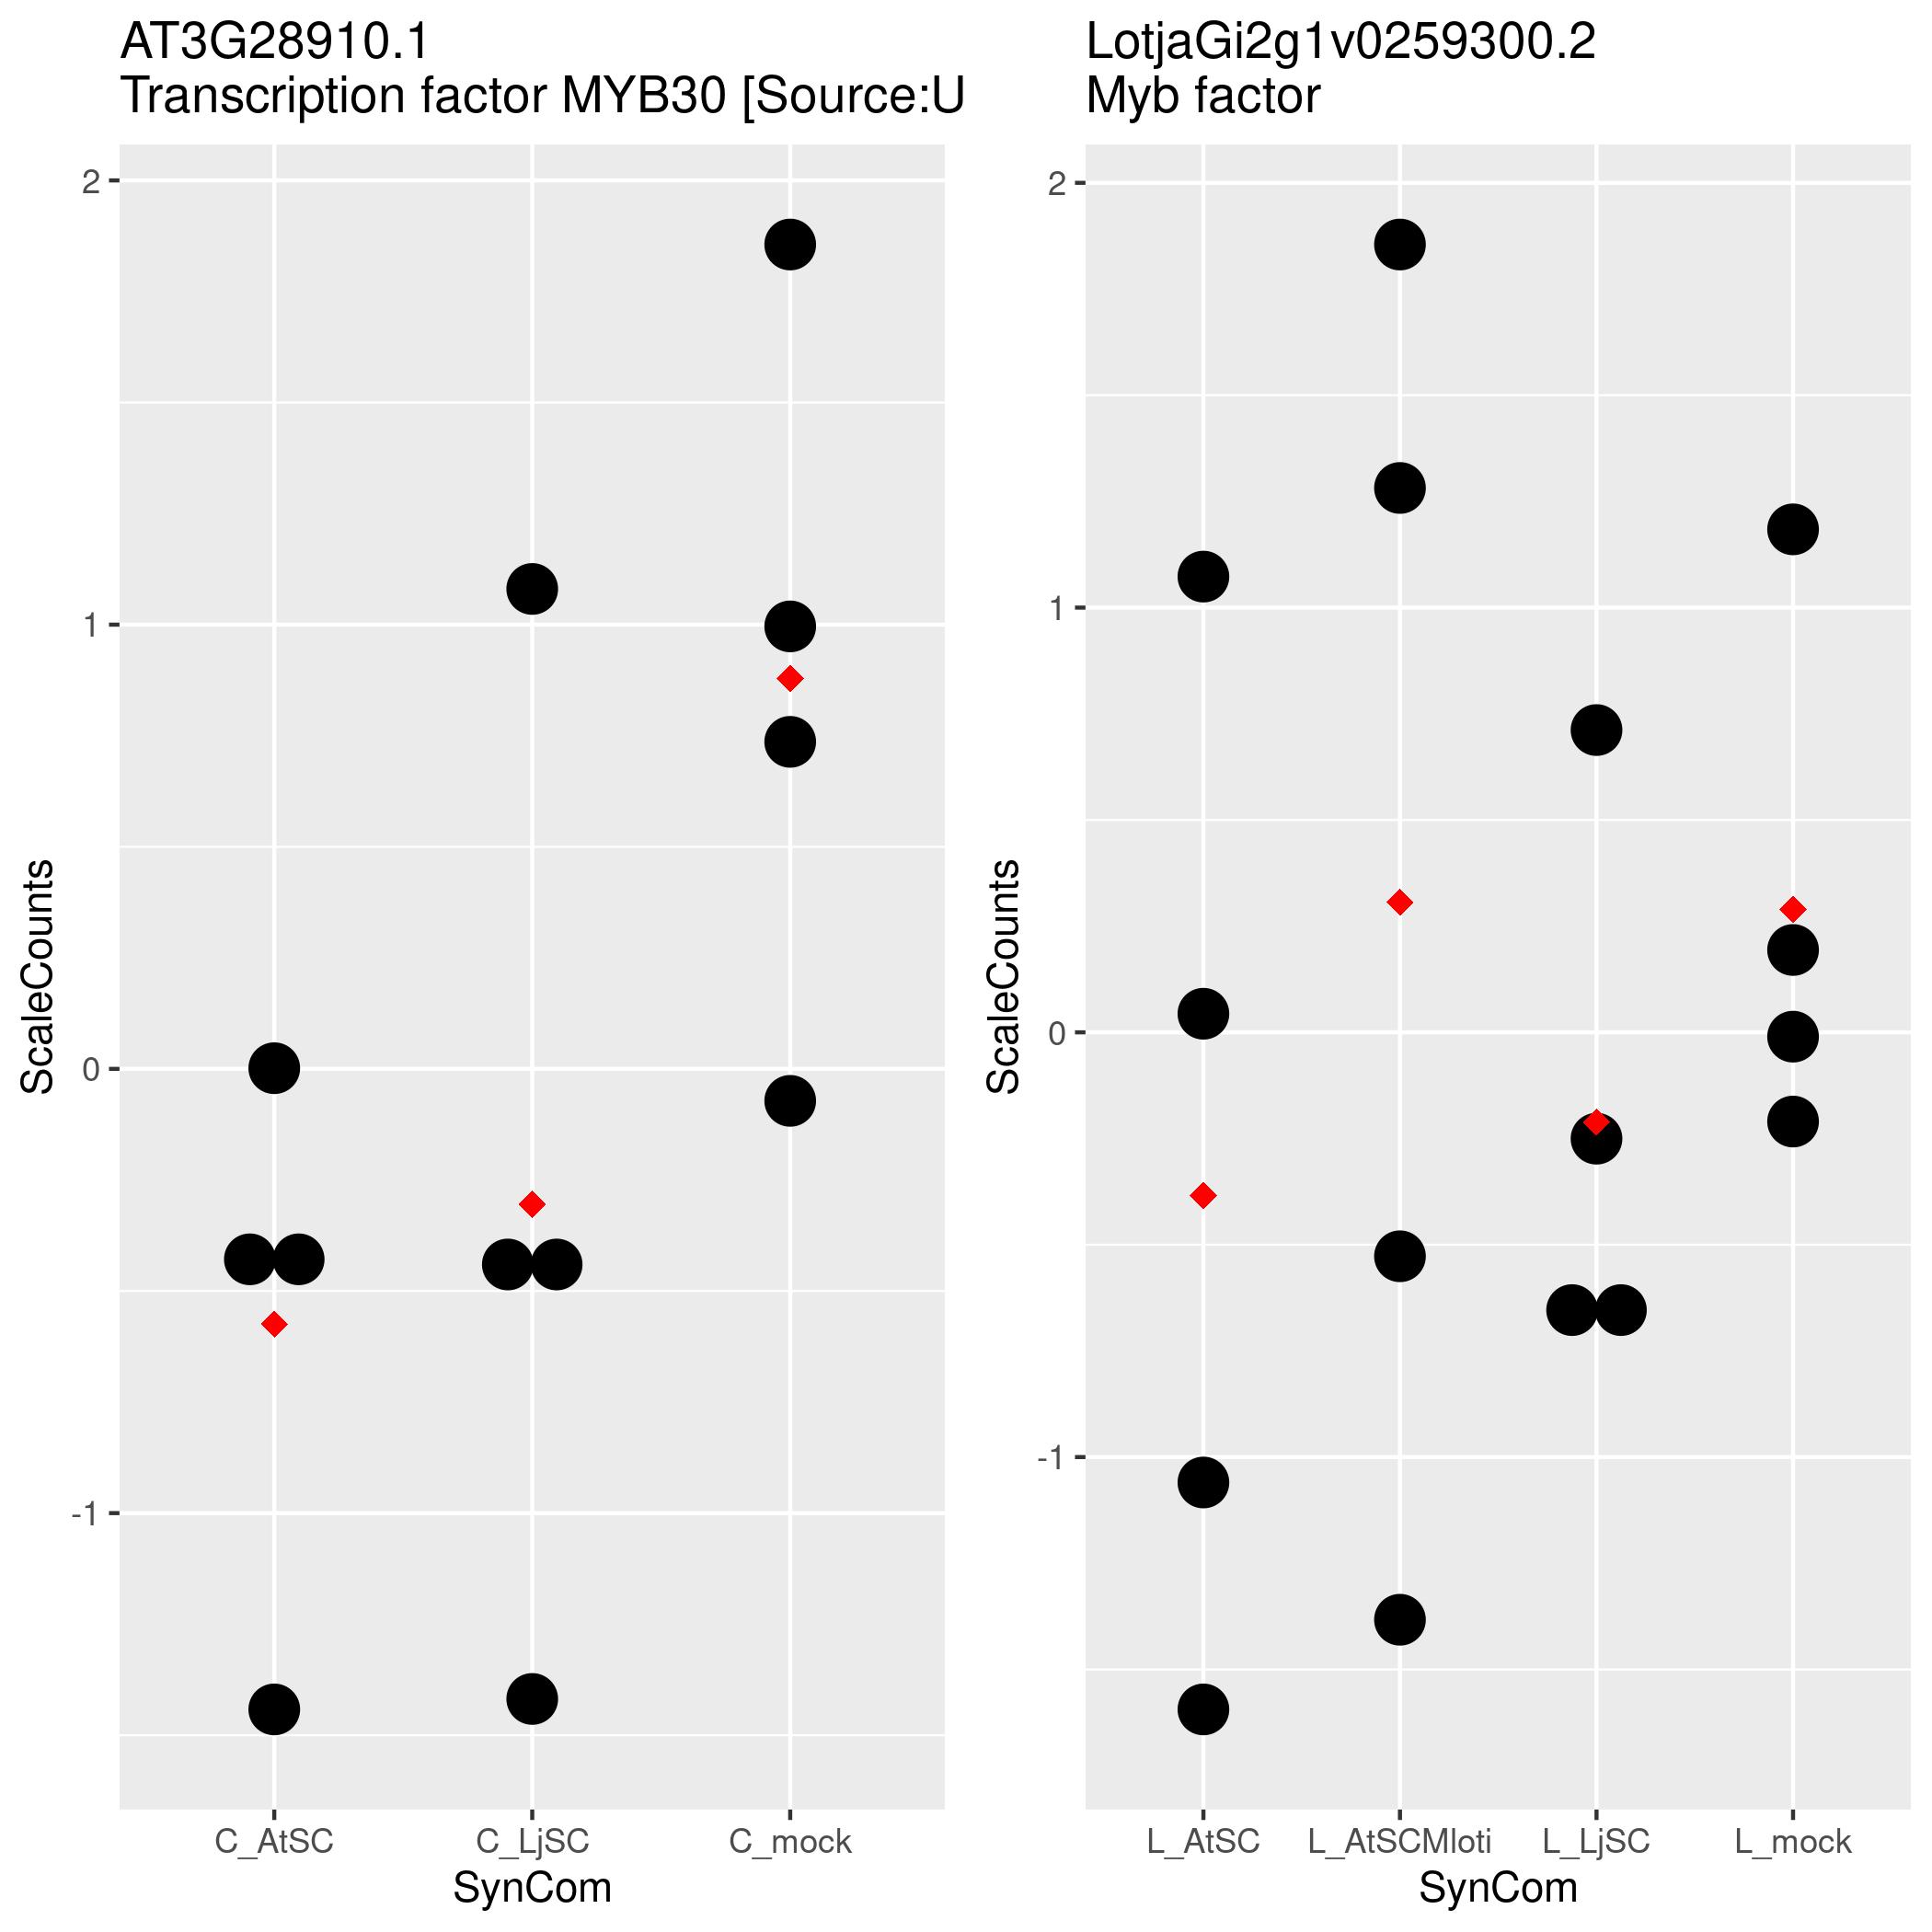 AT3G28910.1
Transcription factor MYB30 [Source:U
ScaleCounts
2
1
0
-1
C_AtSC C_LjSC C_mock
SynCom
LotjaGi2g1v0259300.2
Myb factor
ScaleCounts
2
1
0
-1
L_AtSC L_AtSCMloti L_LjSC L_mock
SynCom